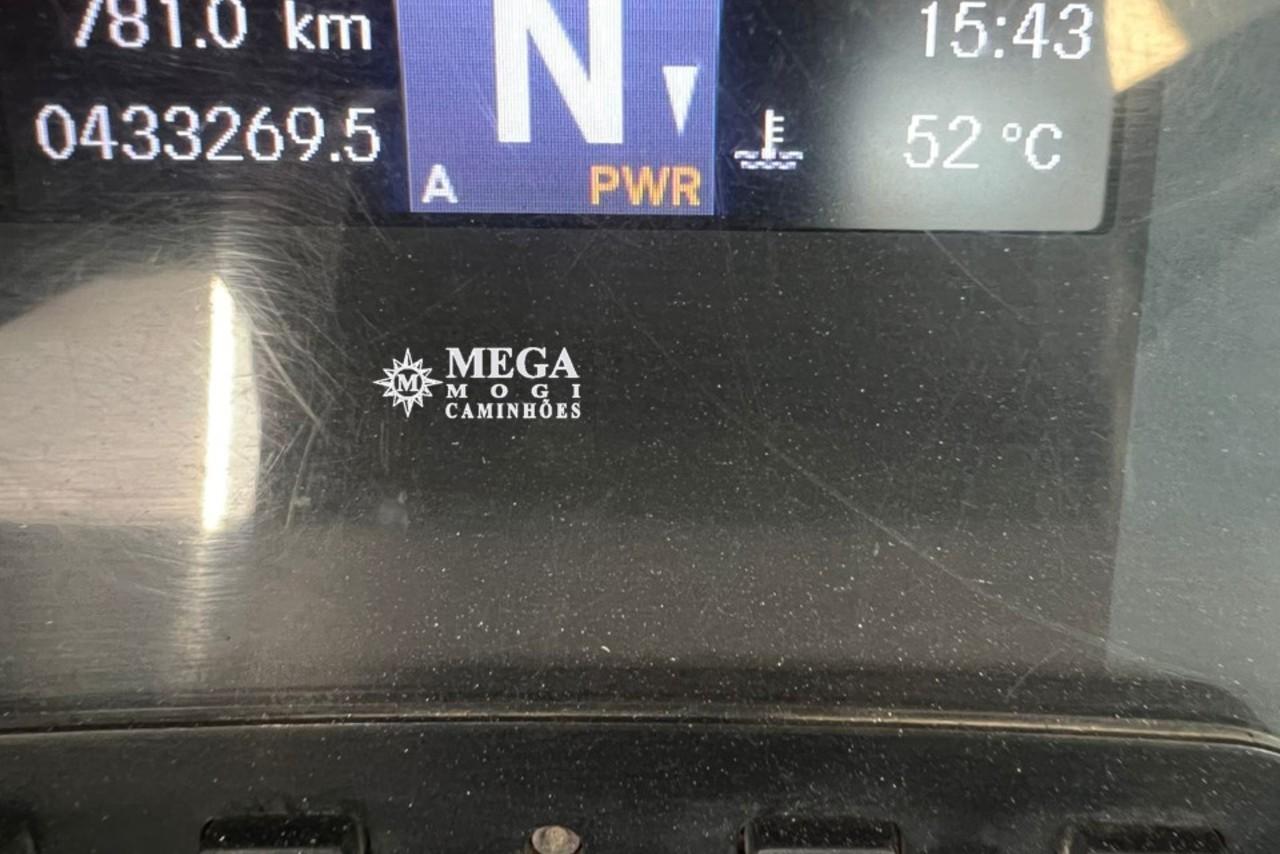 781.0 km
0433269.5
N
A PWR
15:43
52 °C
M
MEGA
MOGI
CAMINHÕES